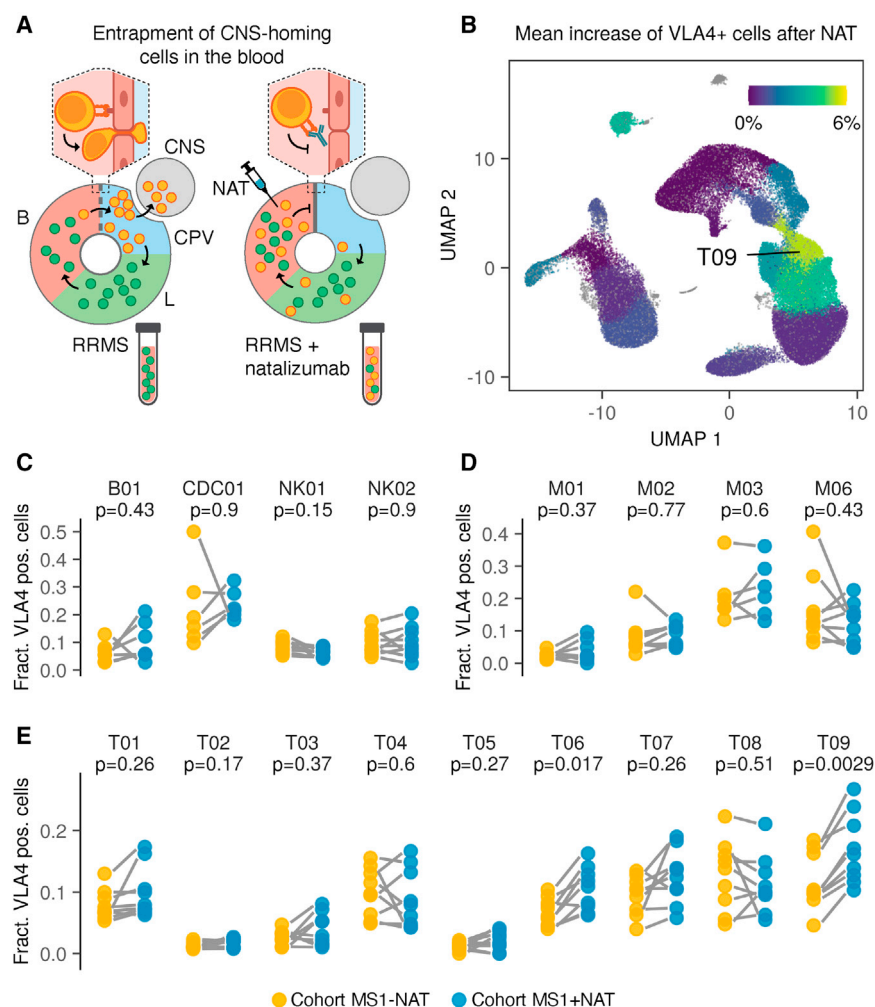 A
Entrapment of CNS-homing
cells in the blood
CNS
NAT
B
CPV
L
RRMS
RRMS +
natalizumab
B
Mean increase of VLA4+ cells after NAT
0%
6%
T09
10
0
-10
UMAP 2
-10
0
10
UMAP 1
C
B01
p=0.43
CDC01
p=0.9
NK01
p=0.15
NK02
p=0.9
Fract. VLA4 pos. cells
0.5
0.4
0.3
0.2
0.1
0.0
D
M01
p=0.37
M02
p=0.77
M03
p=0.6
M06
p=0.43
Fract. VLA4 pos. cells
0.4
0.3
0.2
0.1
0.0
E
T01
p=0.26
T02
p=0.17
T03
p=0.37
T04
p=0.6
T05
p=0.27
T06
p=0.017
T07
p=0.26
T08
p=0.51
T09
p=0.0029
Fract. VLA4 pos. cells
0.2
0.1
0.0
Cohort MS1-NAT
Cohort MS1+NAT